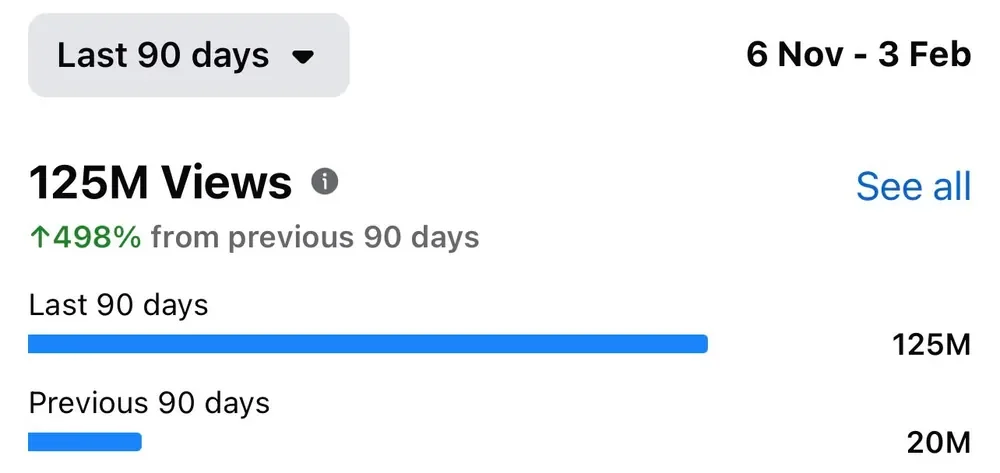 Last 90 days
6 Nov - 3 Feb
125M Views
See all
↑498% from previous 90 days
Last 90 days
125M
Previous 90 days
20M